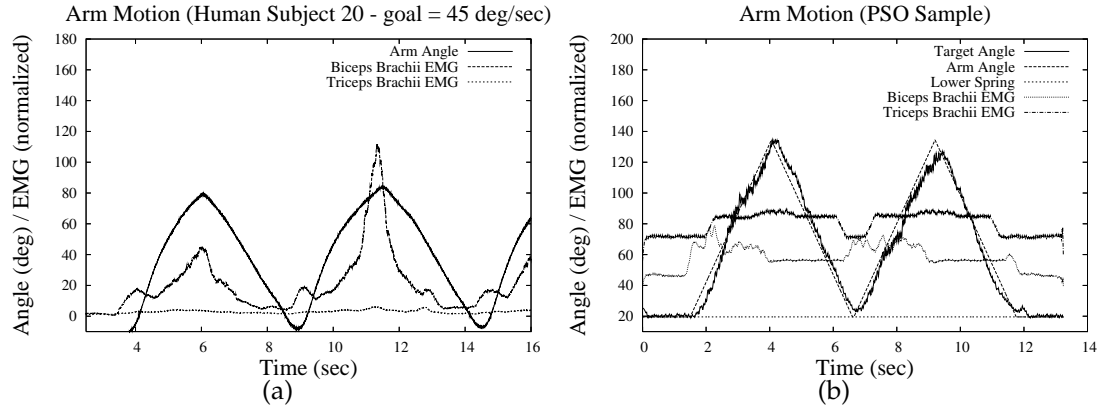 Arm Motion (Human Subject 20 - goal = 45 deg/sec)
180
160
140
120
100
80
60
40
20
0
Angle (deg) / EMG (normalized)
Arm Angle
Biceps Brachii EMG
Triceps Brachii EMG
4 6 8 10 12 14 16
Time (sec)
(a)
Arm Motion (PSO Sample)
200
180
160
140
120
100
80
60
40
20
Angle (deg) / EMG (normalized)
Target Angle
Arm Angle
Lower Spring
Biceps Brachii EMG
Triceps Brachii EMG
0 2 4 6 8 10 12 14
Time (sec)
(b)